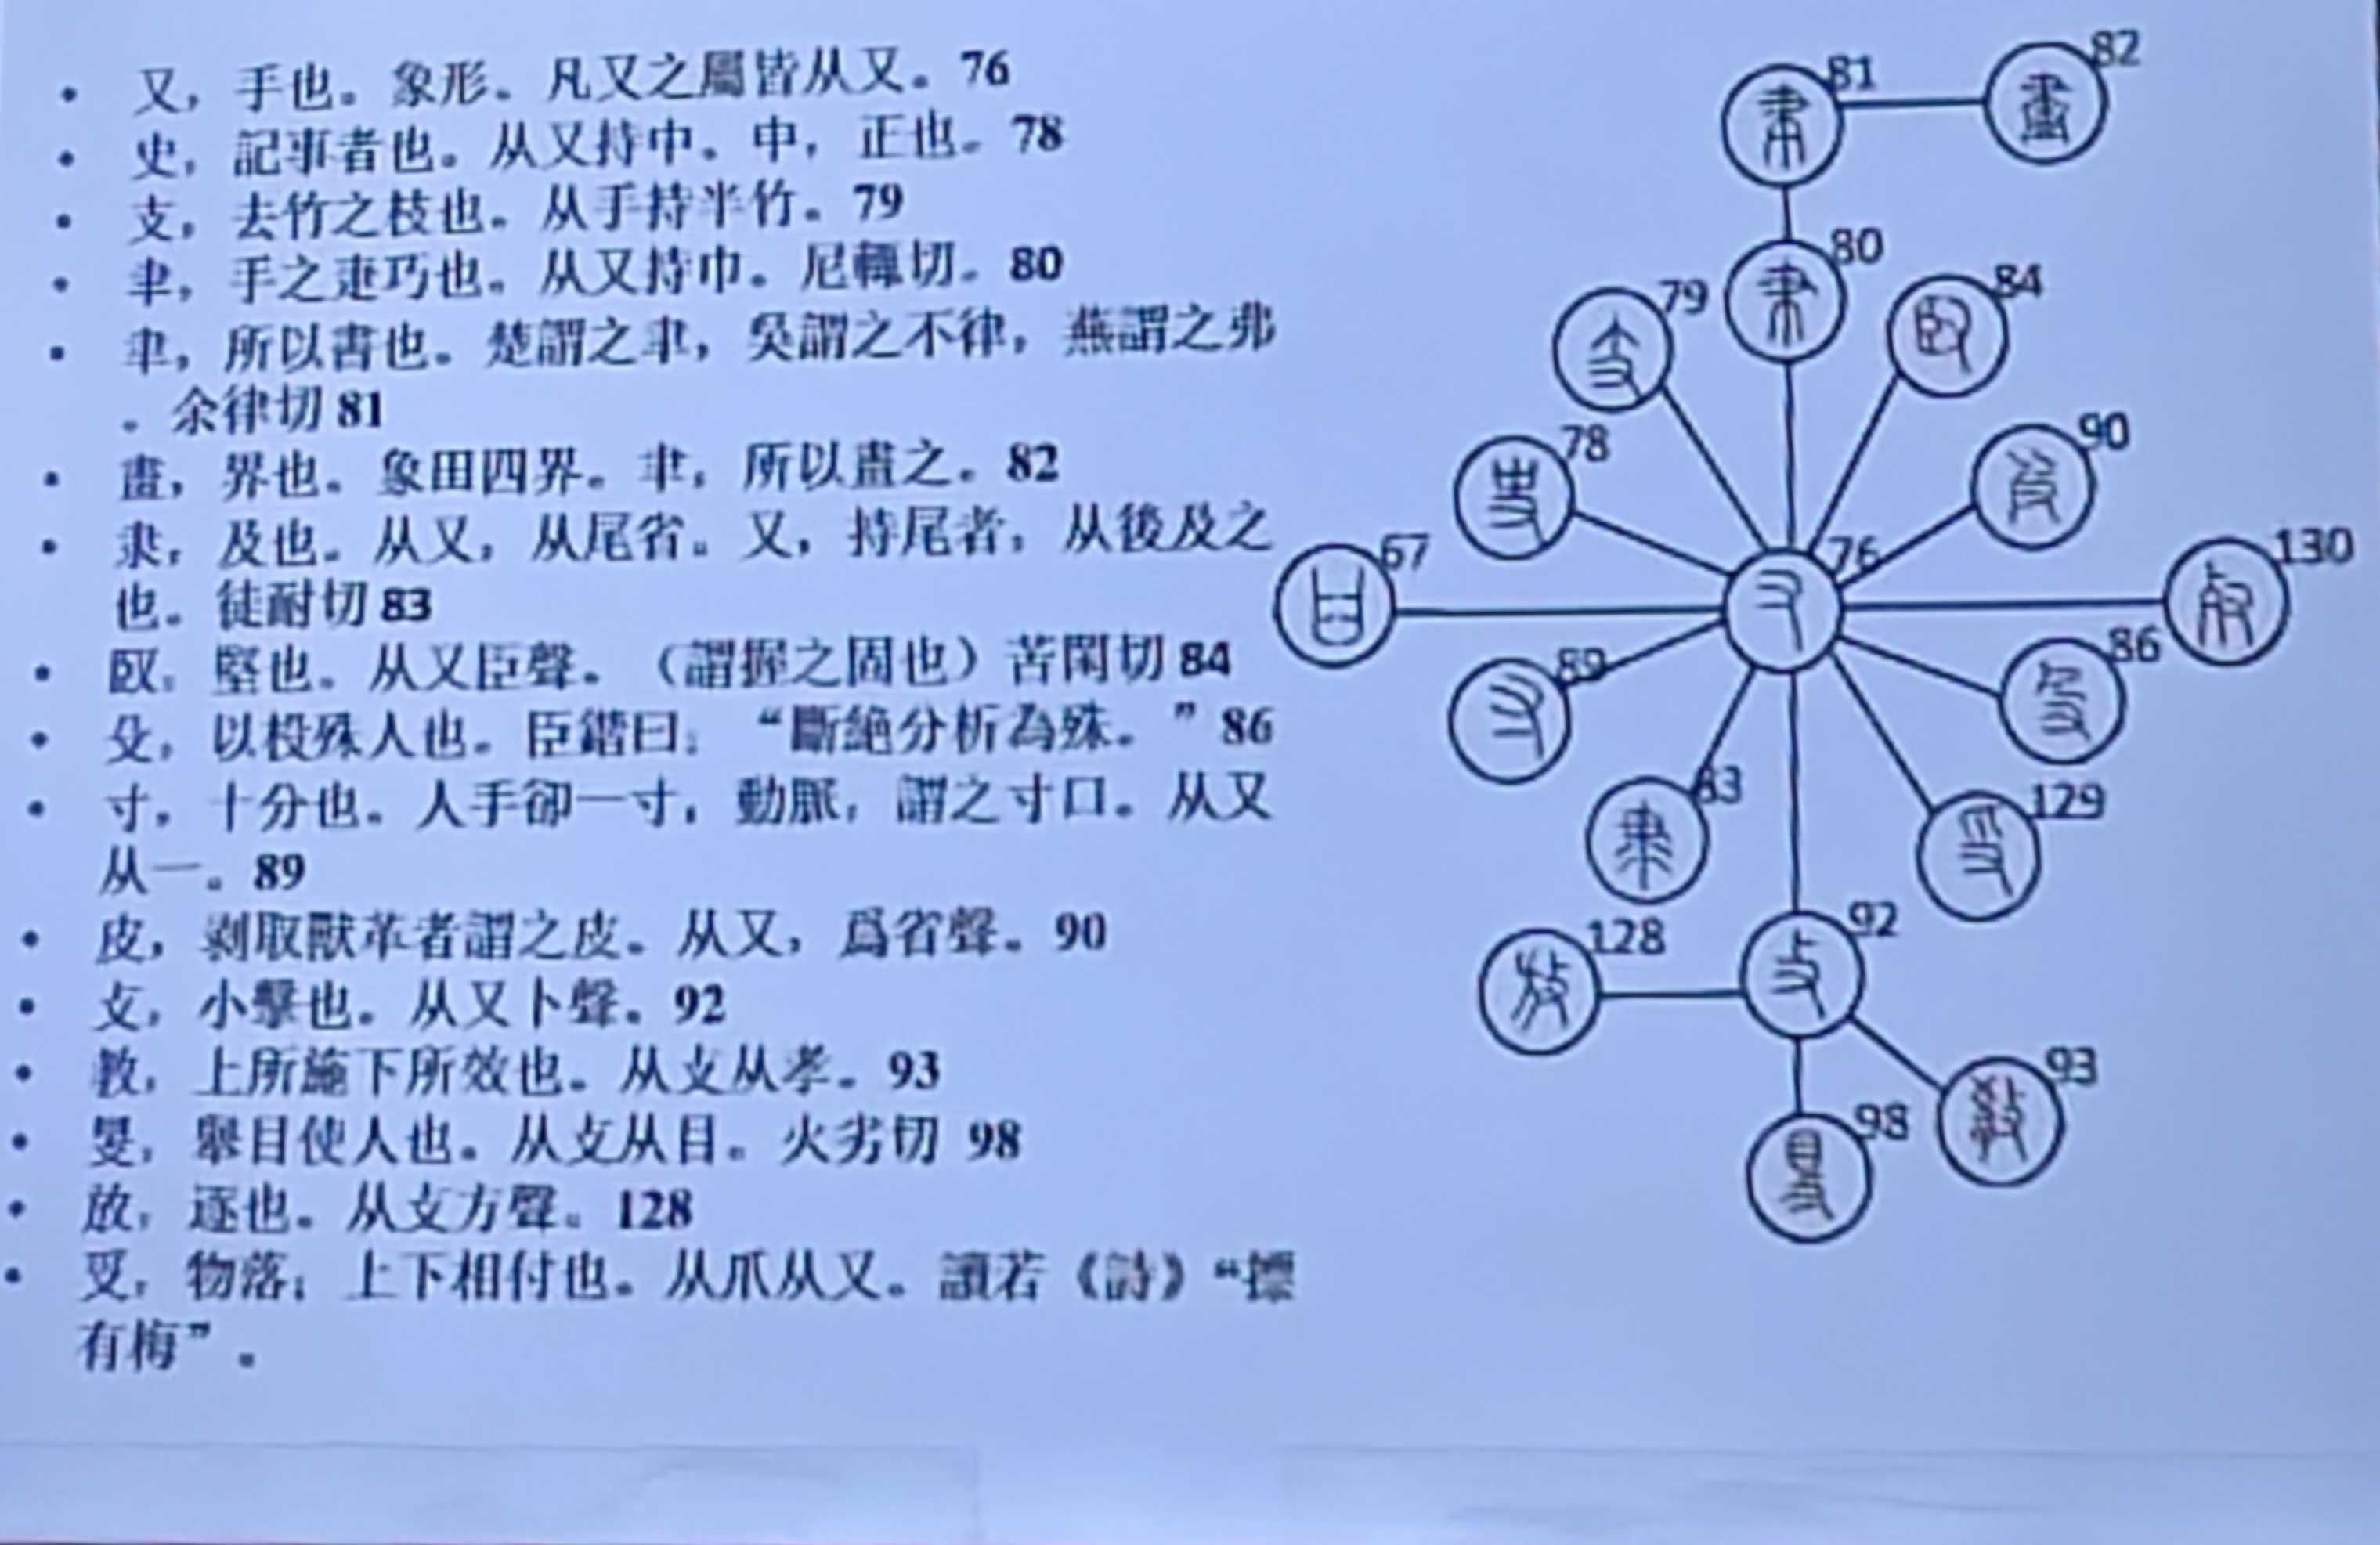 • 又，手也。象形。凡又之屬皆从又。76
• 史，記事者也。从又持中。中，正也。78
• 支，去竹之枝也。从手持半竹。79
• 𦘒，手之疌巧也。从又持巾。尼輒切。80
• 聿，所以書也。楚謂之聿，吳謂之不律，燕謂之弗
。余律切 81
• 畫，界也。象田四界。聿，所以畫之。82
• 隶，及也。从又，从尾省。又，持尾者，从後及之
也。徒耐切 83
• 臤，堅也。从又臣聲。（謂握之固也）苦閑切 84
• 殳，以杸殊人也。臣鍇曰：“斷絶分析為殊。”86
• 寸，十分也。人手卻一寸，動脈，謂之寸口。从又
从一。89
• 皮，剥取獸革者謂之皮。从又，爲省聲。90
• 攴，小擊也。从又卜聲。92
• 教，上所施下所效也。从攴从孝。93
• 𥄎，舉目使人也。从攴从目。火劣切 98
• 放，逐也。从攴方聲。128
• 𠬪，物落；上下相付也。从爪从又。讀若《詩》“摽
有梅”。
81
82
80
79
84
78
90
67
76
130
89
86
83
129
128
92
93
98